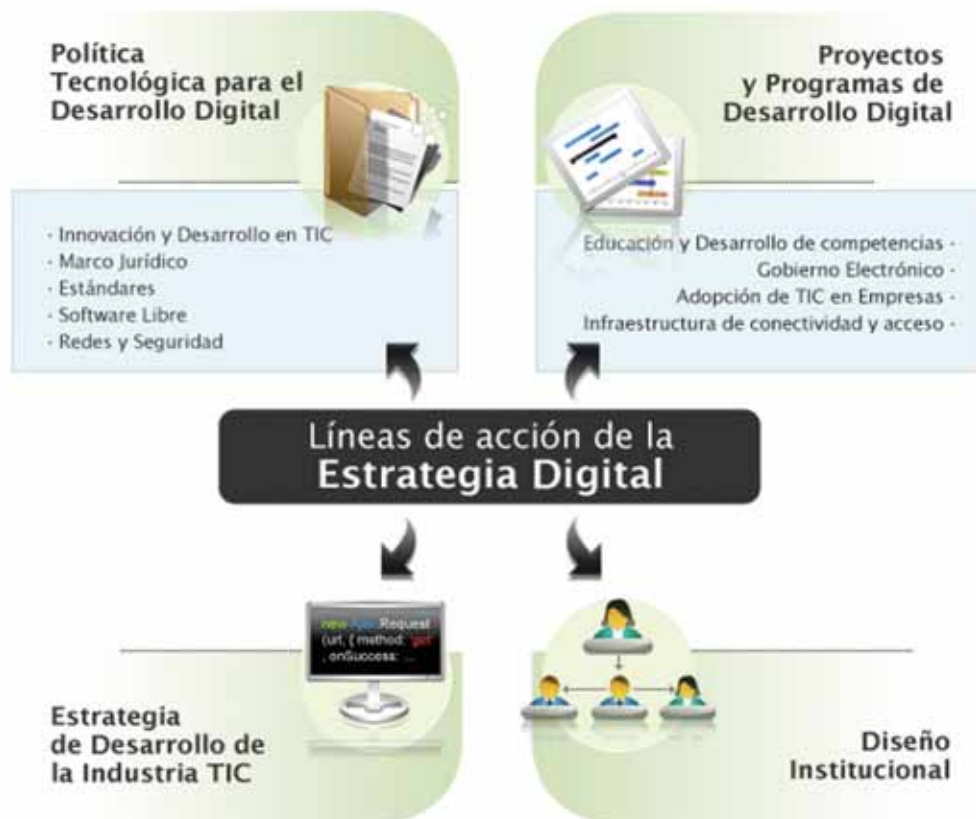 Política
Tecnológica para el
Desarrollo Digital
· Innovación y Desarrollo en TIC
· Marco Jurídico
· Estándares
· Software Libre
· Redes y Seguridad
Proyectos
y Programas de
Desarrollo Digital
Educación y Desarrollo de competencias ·
Gobierno Electrónico ·
Adopción de TIC en Empresas ·
Infraestructura de conectividad y acceso ·
Líneas de acción de la
Estrategia Digital
new Ajax.Request
(url, { method: 'get
, onSuccess: ...
Estrategia
de Desarrollo de
la Industria TIC
Diseño
Institucional